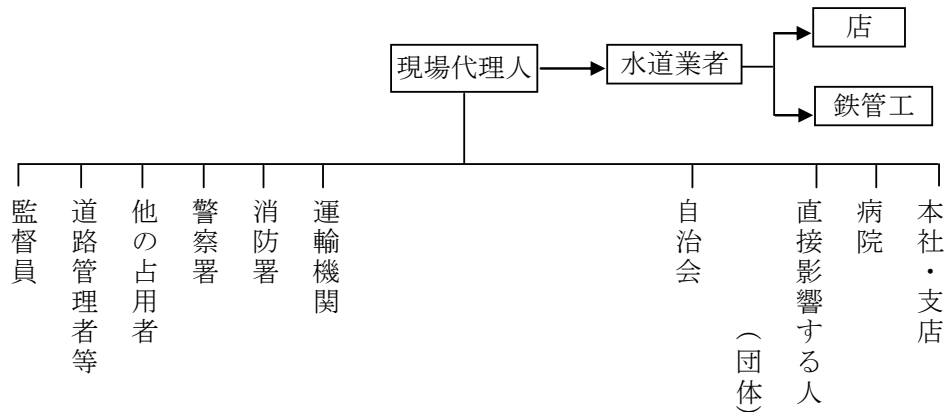 店
現場代理人
水道業者
鉄管工
監督員
道路管理者等
他の占用者
警察署
消防署
運輸機関
自治会
直接影響する人
（団体）
病院
本社・支店